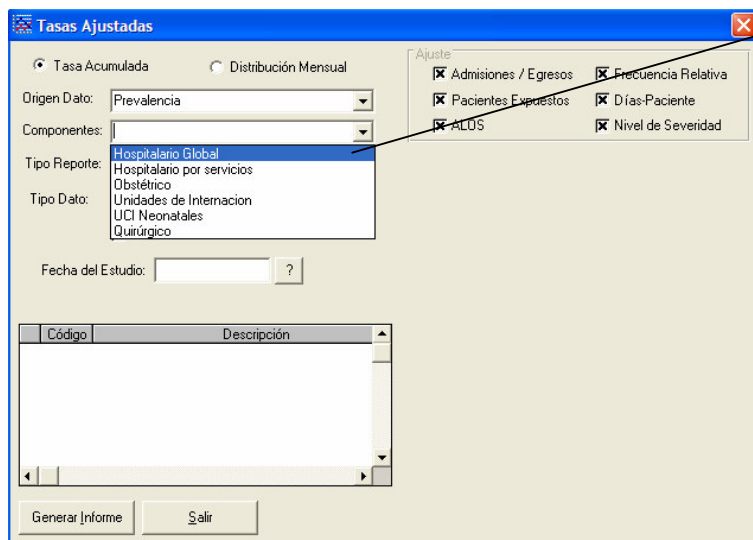 Tasas Ajustadas
Tasa Acumulada
Distribución Mensual
Origen Dato:
Prevalencia
Componentes:
Hospitalario Global
Hospitalario por servicios
Obstétrico
Unidades de Internacion
UCI Neonatales
Quirúrgico
Tipo Reporte:
Tipo Dato:
Fecha del Estudio:
?
Código
Descripción
Generar Informe
Salir
Ajuste
Admisiones / Egresos
Frecuencia Relativa
Pacientes Expuestos
Días-Paciente
ALOS
Nivel de Severidad